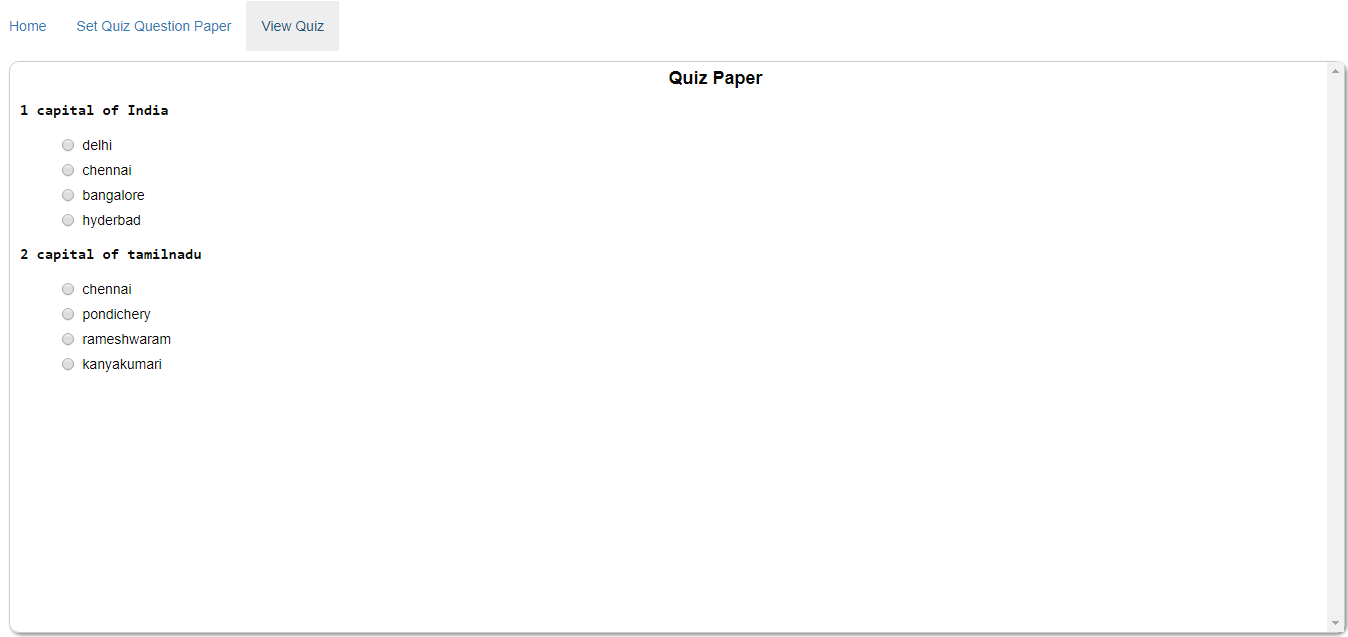 Home Set Quiz Question Paper View Quiz
Quiz Paper
1 capital of India
delhi
chennai
bangalore
hyderbad
2 capital of tamilnadu
chennai
pondichery
rameshwaram
kanyakumari